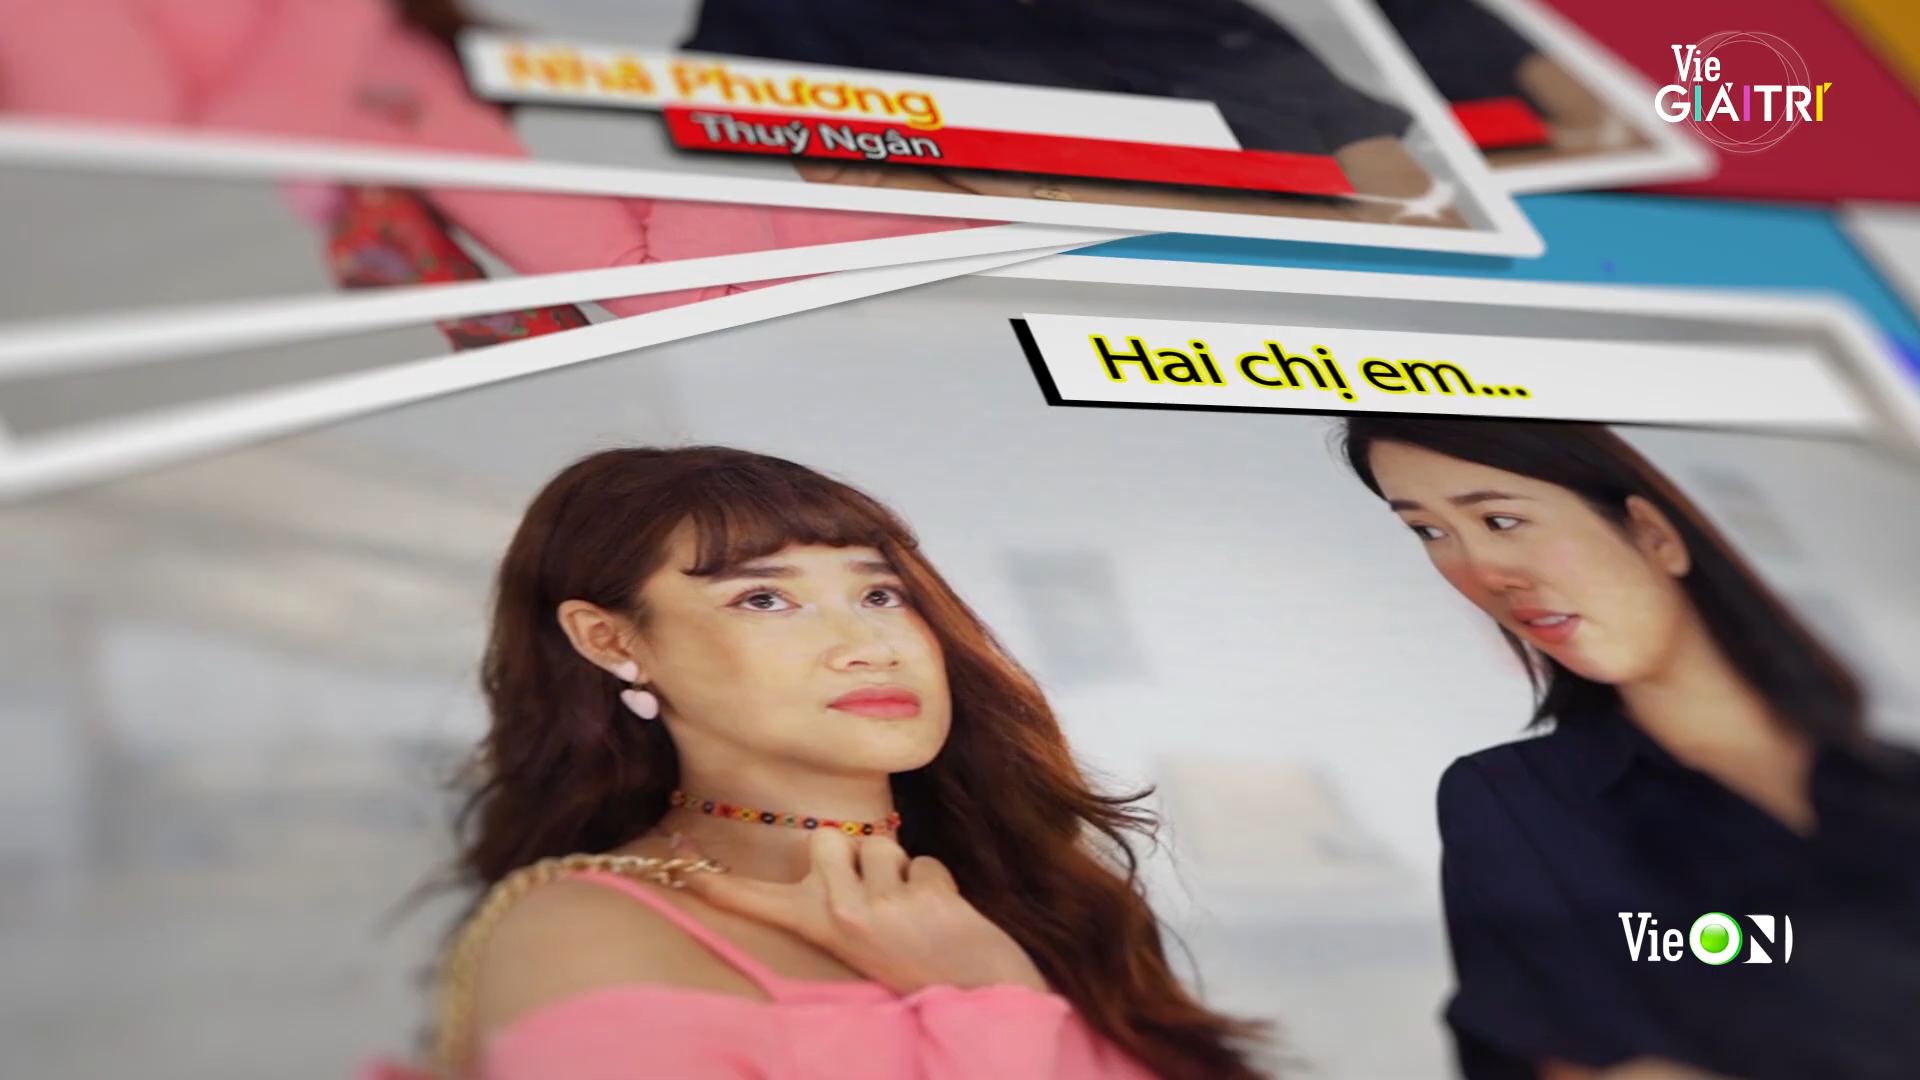 Nhã Phương
Thuý Ngân
Vie
GIẢI TRÍ
Hai chị em...
VieON